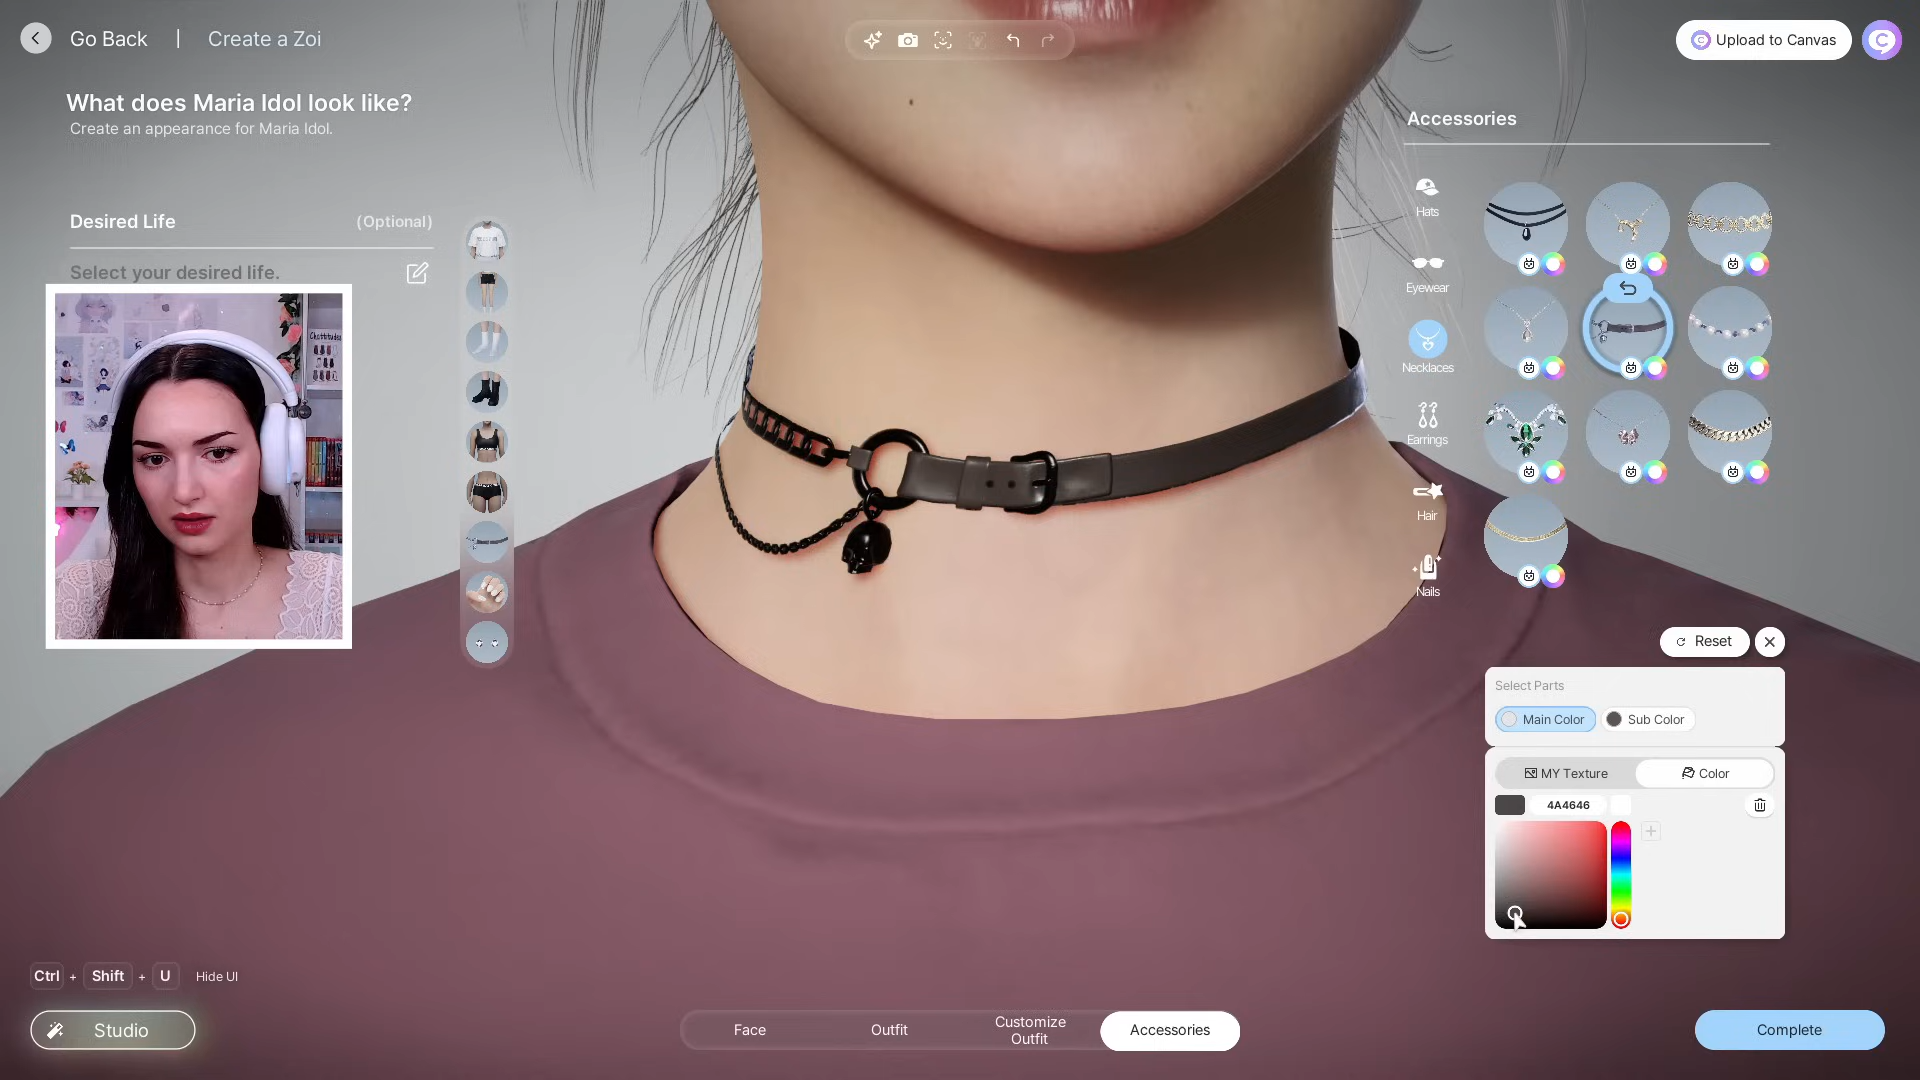 Go Back | Create a Zoi
Upload to Canvas
What does Maria Idol look like?
Create an appearance for Maria Idol.
Desired Life (Optional)
Select your desired life.
Accessories
Hats
Eyewear
Necklaces
Earrings
Hair
Nails
Reset
Select Parts
Main Color
Sub Color
MY Texture
Color
4A4646
Ctrl + Shift + U Hide UI
Studio
Face
Outfit
Customize
Outfit
Accessories
Complete